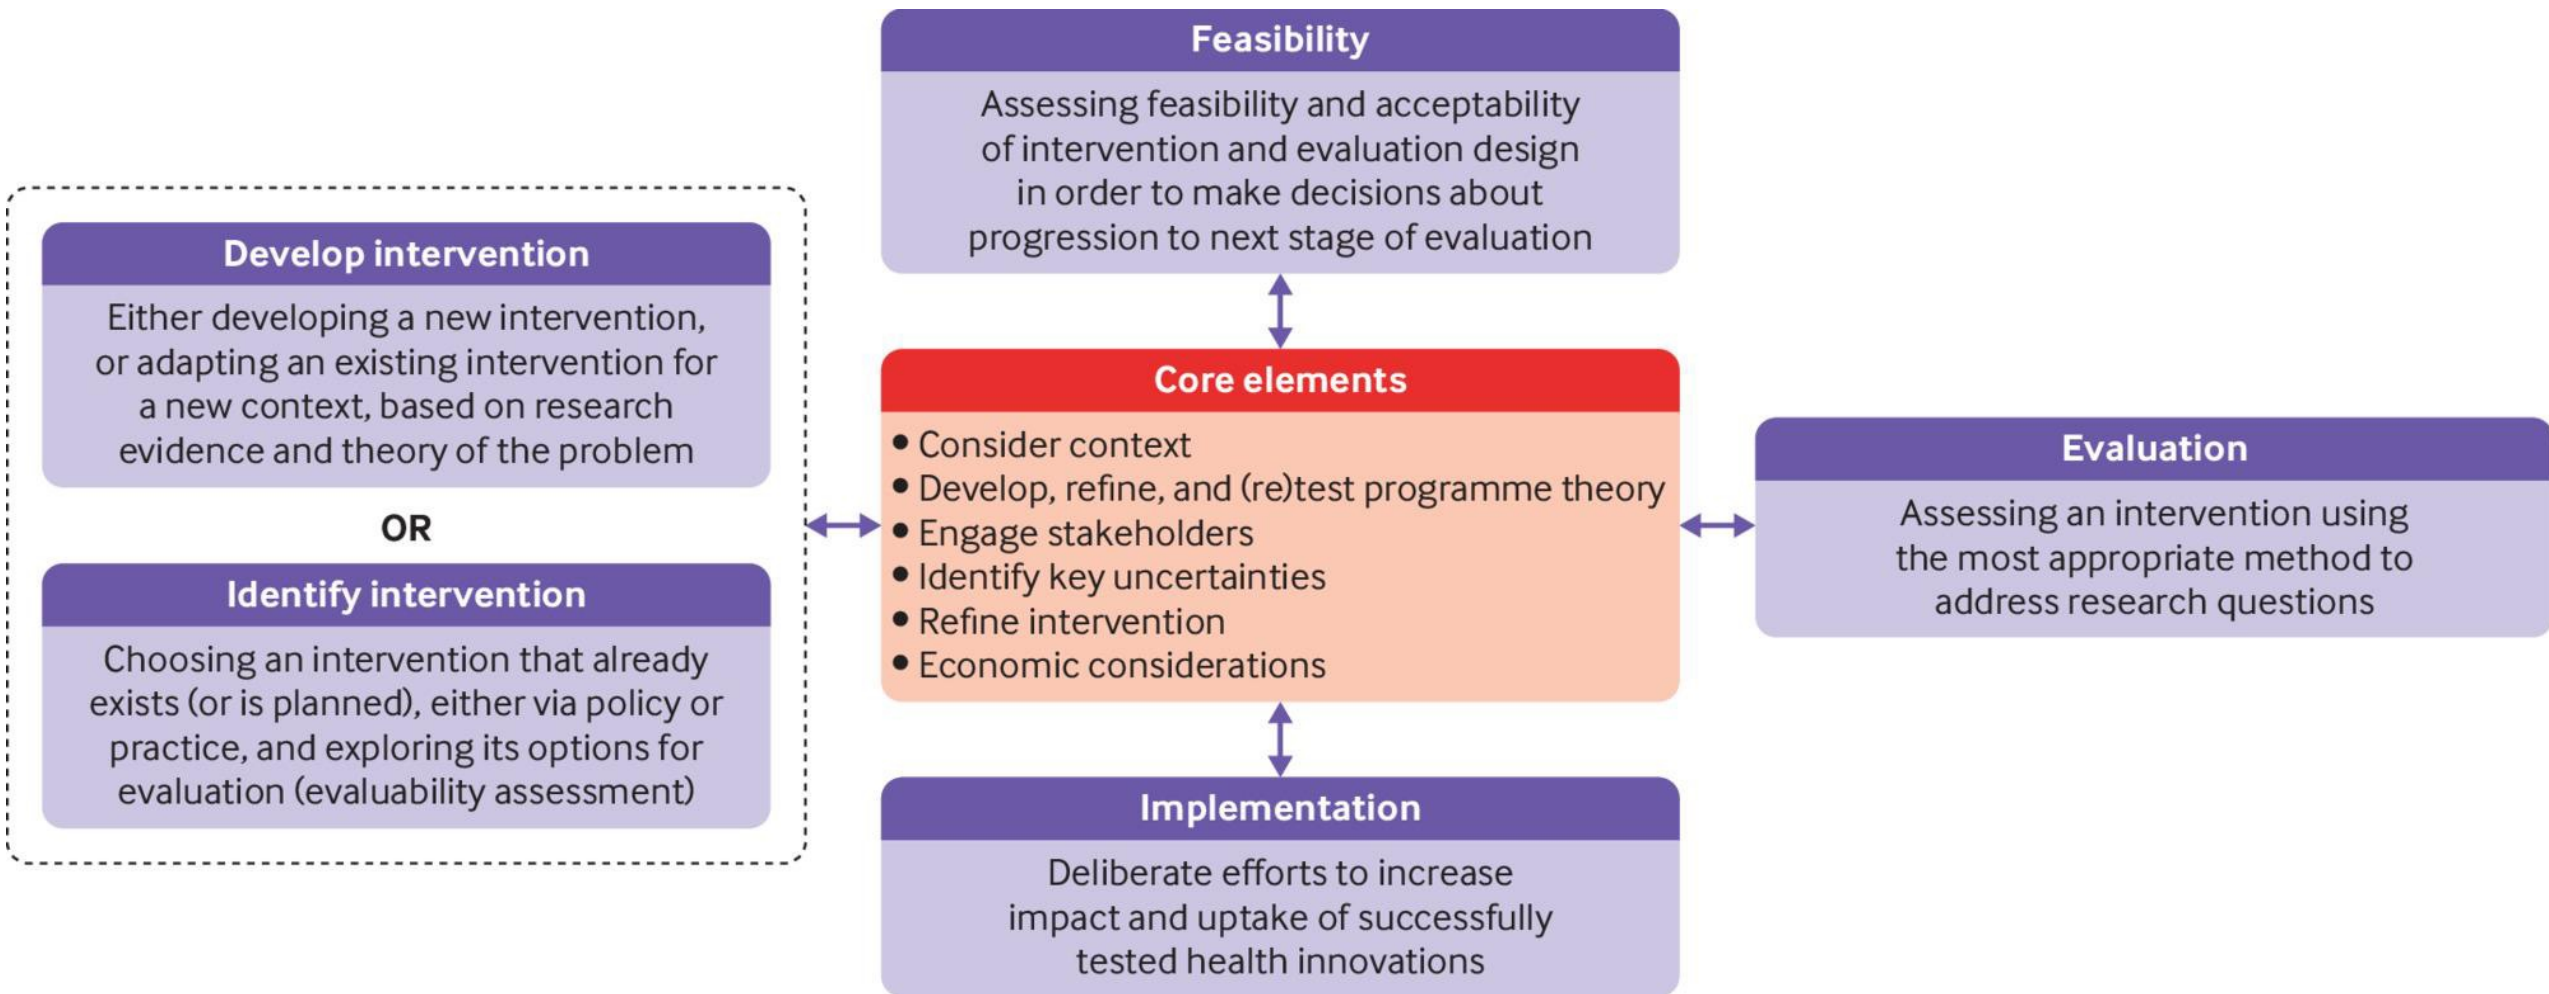 Feasibility
Assessing feasibility and acceptability
of intervention and evaluation design
in order to make decisions about
progression to next stage of evaluation
Develop intervention
Either developing a new intervention,
or adapting an existing intervention for
a new context, based on research
evidence and theory of the problem
OR
Identify intervention
Choosing an intervention that already
exists (or is planned), either via policy or
practice, and exploring its options for
evaluation (evaluability assessment)
Core elements
• Consider context
• Develop, refine, and (re)test programme theory
• Engage stakeholders
• Identify key uncertainties
• Refine intervention
• Economic considerations
Evaluation
Assessing an intervention using
the most appropriate method to
address research questions
Implementation
Deliberate efforts to increase
impact and uptake of successfully
tested health innovations